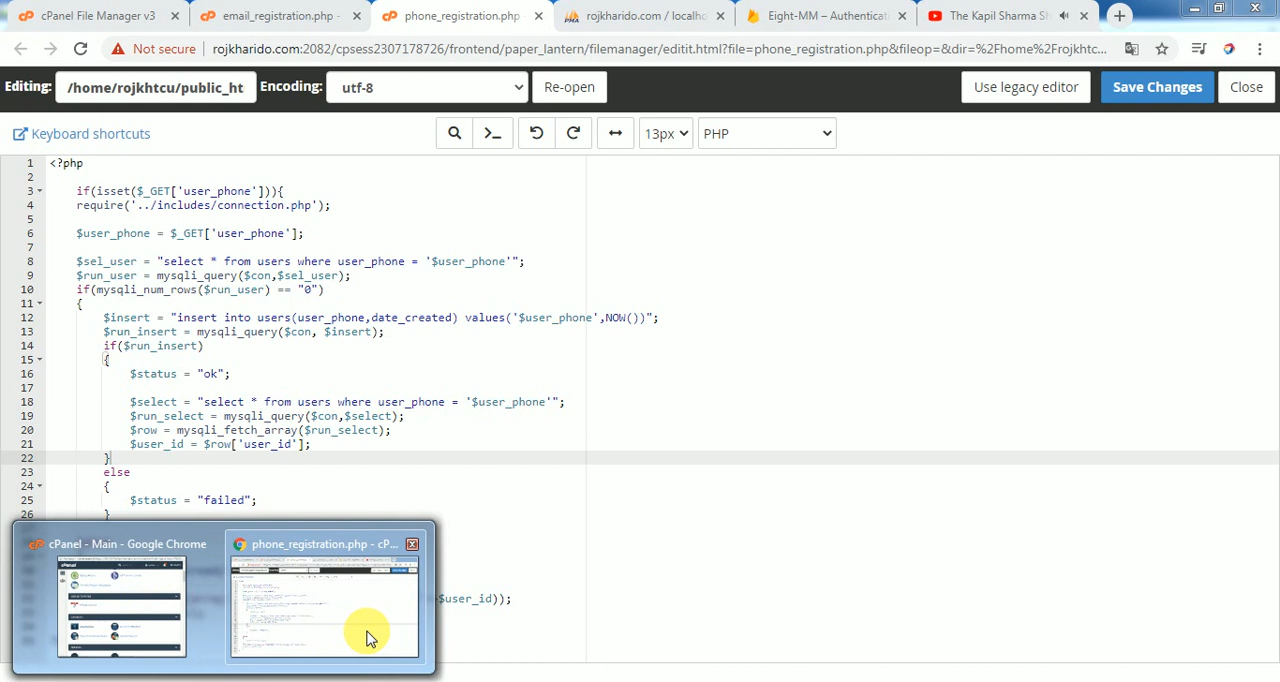 cPanel File Manager v3
email_registration.php -
phone_registration.php
rojkharido.com / localho
Eight-MM – Authenticat
The Kapil Sharma Sh
Not secure
rojkharido.com:2082/cpsess2307178726/frontend/paper_lantern/filemanager/editit.html?file=phone_registration.php&fileop=&dir=%2Fhome%2Frojkhtc...
Editing:
/home/rojkhtcu/public_ht
Encoding:
utf-8
Re-open
Use legacy editor
Save Changes
Close
Keyboard shortcuts
13px
PHP
1 <?php
2
3 if(isset($_GET['user_phone'])){
4 require('../includes/connection.php');
5
6 $user_phone = $_GET['user_phone'];
7
8 $sel_user = "select * from users where user_phone = '$user_phone'";
9 $run_user = mysqli_query($con,$sel_user);
10 if(mysqli_num_rows($run_user) == "0")
11 {
12 $insert = "insert into users(user_phone,date_created) values('$user_phone',NOW())";
13 $run_insert = mysqli_query($con, $insert);
14 if($run_insert)
15 {
16 $status = "ok";
17
18 $select = "select * from users where user_phone = '$user_phone'";
19 $run_select = mysqli_query($con,$select);
20 $row = mysqli_fetch_array($run_select);
21 $user_id = $row['user_id'];
22 }
23 else
24 {
25 $status = "failed";
26 }
$user_id));
cPanel - Main - Google Chrome
phone_registration.php - cP...